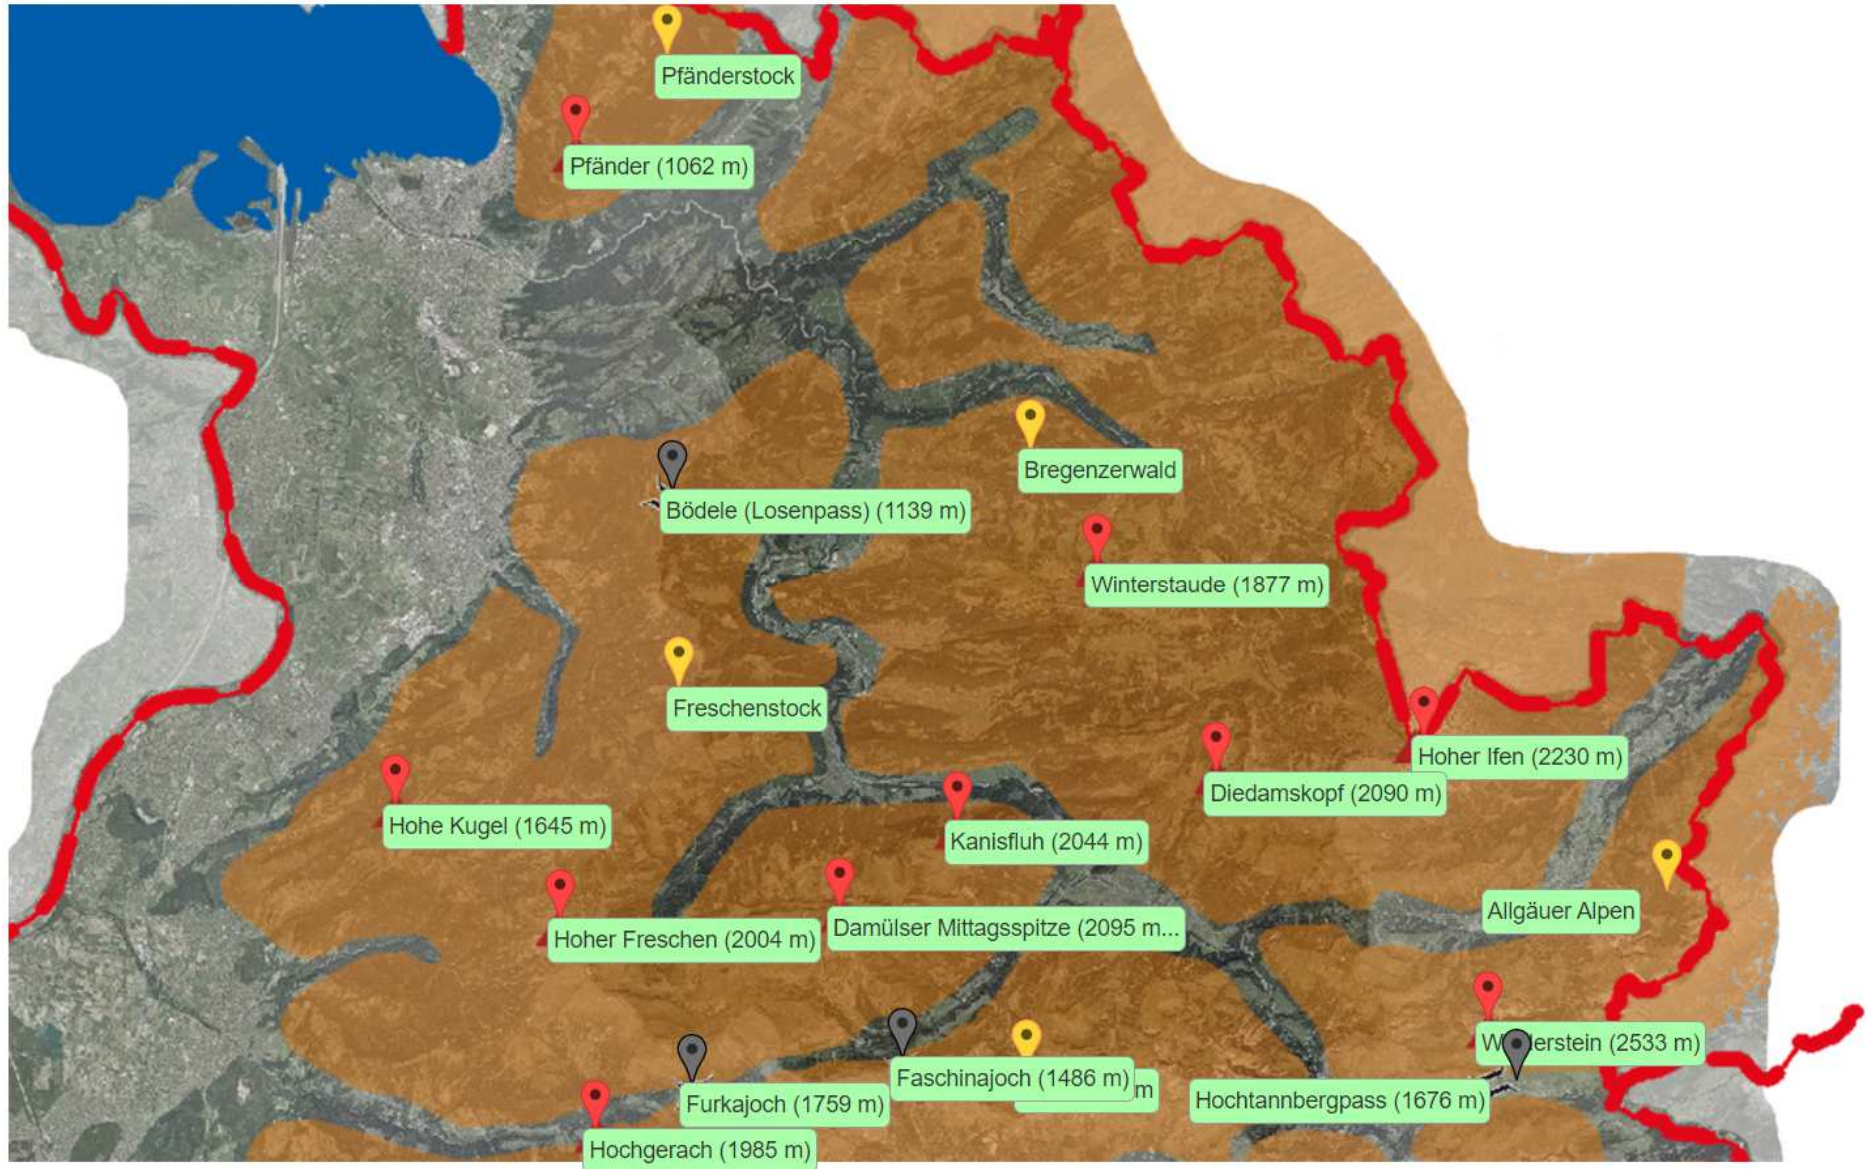 Pfänderstock
Pfänder (1062 m)
Bregenzerwald
Bödele (Losenpass) (1139 m)
Winterstaude (1877 m)
Freschenstock
Hoher Ifen (2230 m)
Diedamskopf (2090 m)
Hohe Kugel (1645 m)
Kanisfluh (2044 m)
Allgäuer Alpen
Damülser Mittagsspitze (2095 m...
Hoher Freschen (2004 m)
erstein (2533 m)
Faschinajoch (1486 m)
m
Hochtannbergpass (1676 m)
Furkajoch (1759 m)
Hochgerach (1985 m)